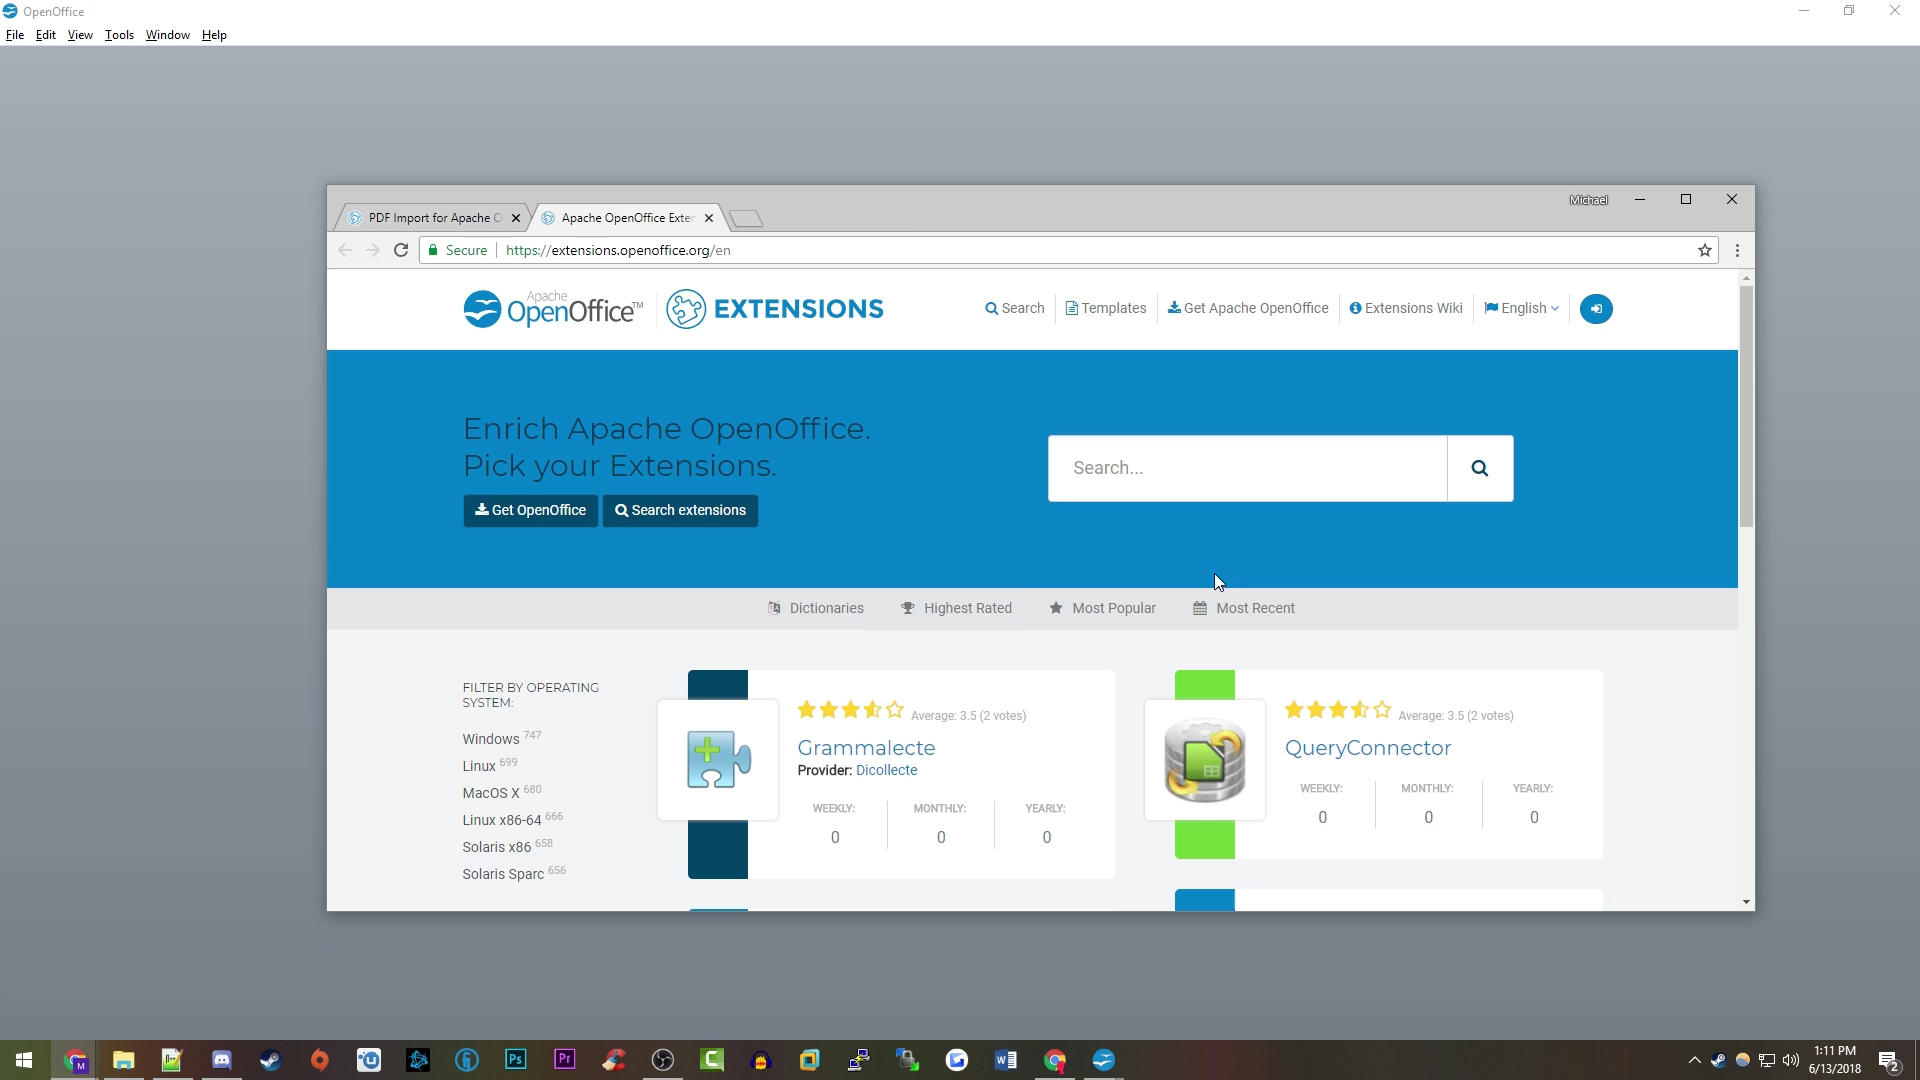 OpenOffice
File Edit View Tools Window Help
Michael
PDF Import for Apache O
Apache OpenOffice Exten
Secure https://extensions.openoffice.org/en
Apache
OpenOffice™
EXTENSIONS
Search Templates Get Apache OpenOffice Extensions Wiki English
Enrich Apache OpenOffice.
Pick your Extensions.
Search...
Get OpenOffice Search extensions
Dictionaries Highest Rated Most Popular Most Recent
FILTER BY OPERATING
SYSTEM:
Windows 747
Linux 699
MacOS X 680
Linux x86-64 666
Solaris x86 658
Solaris Sparc 656
Average: 3.5 (2 votes)
Grammalecte
Provider: Dicollecte
WEEKLY: MONTHLY: YEARLY:
0 0 0
Average: 3.5 (2 votes)
QueryConnector
WEEKLY: MONTHLY: YEARLY:
0 0 0
M
Ps
Pr
1:11 PM
6/13/2018
2